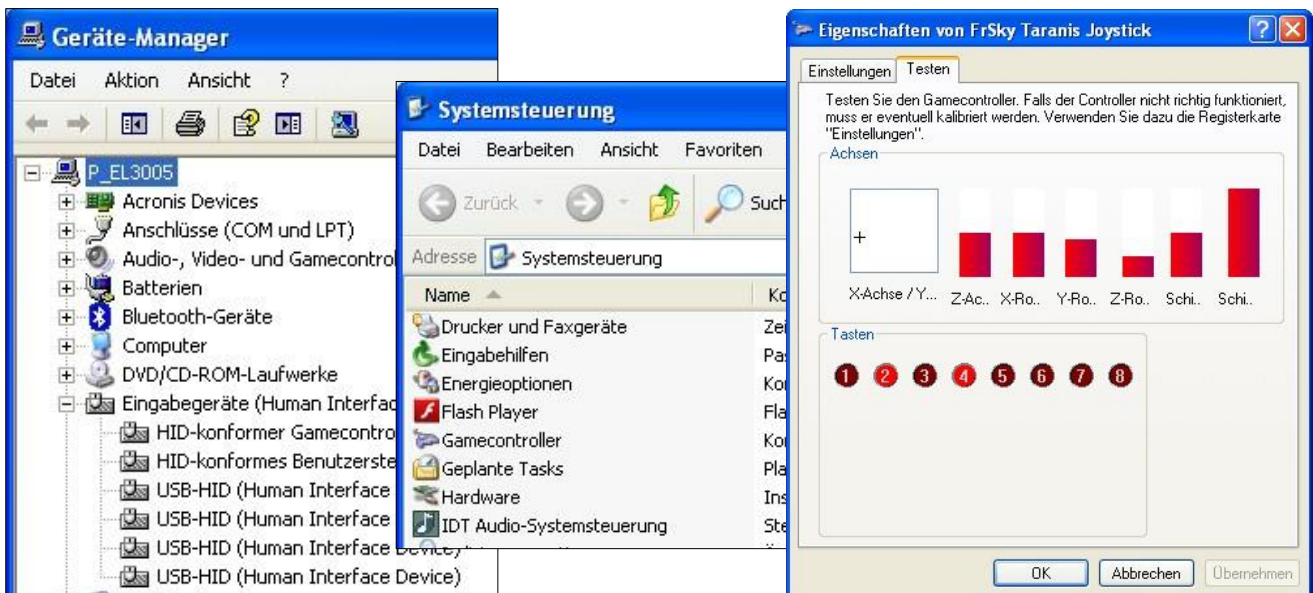 Geräte-Manager
Datei Aktion Ansicht ?
P_EL3005
Acronis Devices
Anschlüsse (COM und LPT)
Audio-, Video- und Gamecontrol
Batterien
Bluetooth-Geräte
Computer
DVD/CD-ROM-Laufwerke
Eingabegeräte (Human Interfac
HID-konformer Gamecontro
HID-konformes Benutzerste
USB-HID (Human Interface
USB-HID (Human Interface
USB-HID (Human Interface Device)
USB-HID (Human Interface Device)
Systemsteuerung
Datei Bearbeiten Ansicht Favoriten
Zurück Such
Adresse Systemsteuerung
Name Ko
Drucker und Faxgeräte Zei
Eingabehilfen Pas
Energieoptionen Kor
Flash Player Fla
Gamecontroller Kor
Geplante Tasks Pla
Hardware Ins
IDT Audio-Systemsteuerung Ste
Eigenschaften von FrSky Taranis Joystick
Einstellungen Testen
Testen Sie den Gamecontroller. Falls der Controller nicht richtig funktioniert,
muss er eventuell kalibriert werden. Verwenden Sie dazu die Registerkarte
"Einstellungen".
Achsen
X-Achse / Y... Z-Ac.. X-Ro.. Y-Ro.. Z-Ro.. Schi.. Schi..
Tasten
1 2 3 4 5 6 7 8
OK Abbrechen Übernehmen